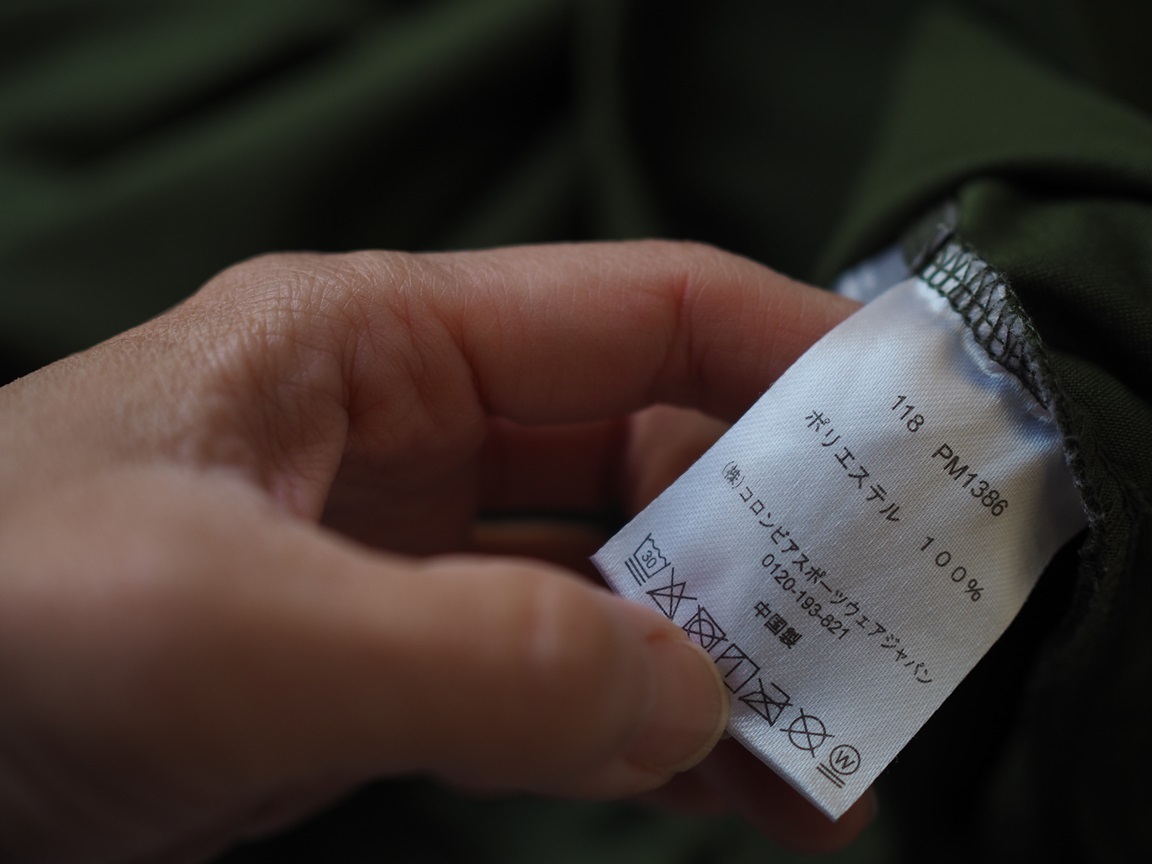 118 PM1386
ポリエステル 100%
(株)コロンビアスポーツウェアジャパン
0120-193-821
中国製
30
W